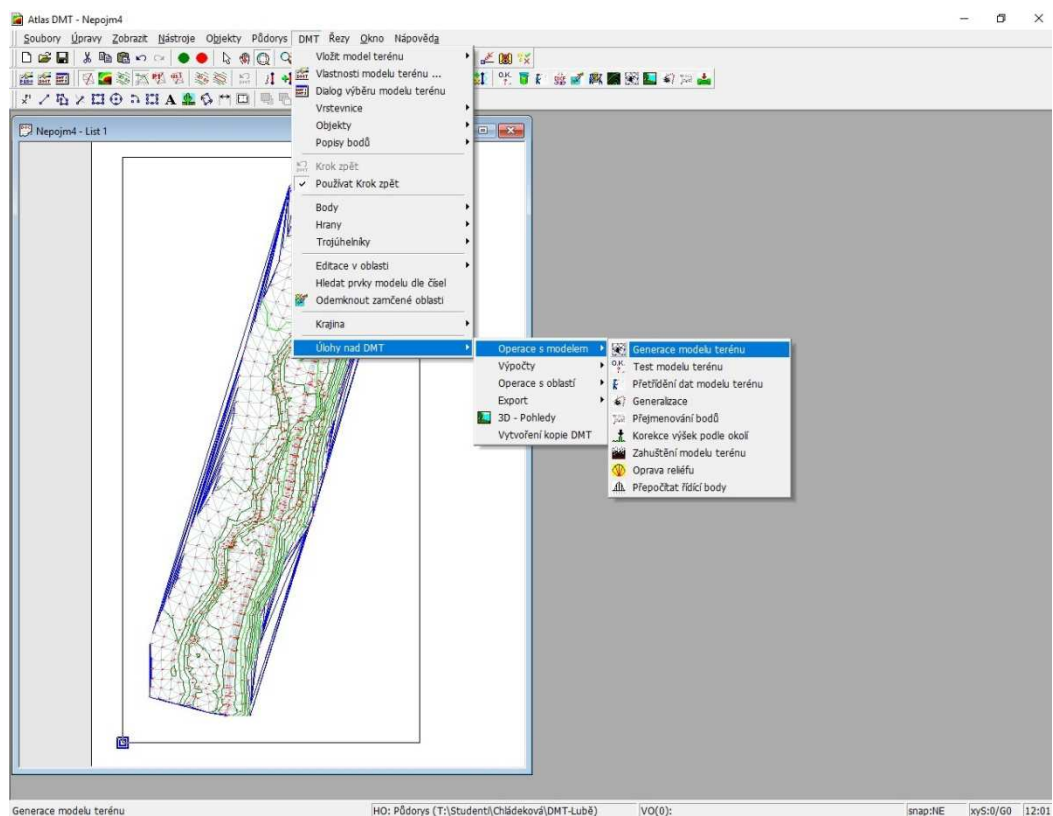 Atlas DMT - Nepojm4
Soubory Úpravy Zobrazit Nástroje Objekty Půdorys DMT Řezy Okno Nápověda
Nepojm4 - List 1
Vložit model terénu
Vlastnosti modelu terénu ...
Dialog výběru modelu terénu
Vrstevnice
Objekty
Popisy bodů
Krok zpět
Používat Krok zpět
Body
Hrany
Trojúhelníky
Editace v oblasti
Hledat prvky modelu dle čísel
Odemknout zamčené oblasti
Krajina
Úlohy nad DMT
Operace s modelem
Výpočty
Operace s oblastí
Export
3D - Pohledy
Vytvoření kopie DMT
Generace modelu terénu
Test modelu terénu
Přetřídění dat modelu terénu
Generalizace
Přejmenování bodů
Korekce výšek podle okolí
Zahuštění modelu terénu
Oprava reliéfu
Přepočítat řídící body
Generace modelu terénu
HO: Půdorys (T:\Studenti\Chládeková\DMT-Lubě)
VO(0):
snap:NE
xyS:0/G0
12:01